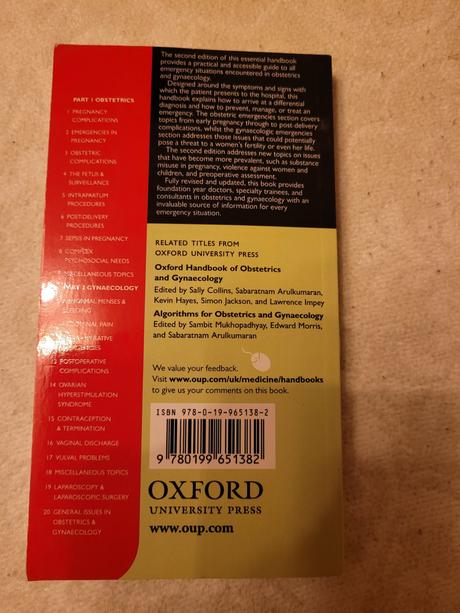 PART 1 OBSTETRICS
1 PREGNANCY
COMPLICATIONS
2 EMERGENCIES IN
PREGNANCY
3 OBSTETRIC
COMPLICATIONS
4 THE FETUS &
SURVEILLANCE
5 INTRAPARTUM
PROCEDURES
6 POST-DELIVERY
PROCEDURES
7 SEPSIS IN PREGNANCY
8 COMPLEX
PSYCHOSOCIAL NEEDS
MISCELLANEOUS TOPICS
PART 2 GYNAECOLOGY
MENSES &
BLEEDING
PAIN
13 POSTOPERATIVE
COMPLICATIONS
14 OVARIAN
HYPERSTIMULATION
SYNDROME
15 CONTRACEPTION
& TERMINATION
16 VAGINAL DISCHARGE
17 VULVAL PROBLEMS
18 MISCELLANEOUS TOPICS
19 LAPAROSCOPY &
LAPAROSCOPIC SURGERY
20 GENERAL ISSUES IN
OBSTETRICS &
GYNAECOLOGY
The second edition of this essential handbook
provides a practical and accessible guide to all
emergency situations encountered in obstetrics
and gynaecology.
Designed around the symptoms and signs with
which the patient presents to the hospital, this
handbook explains how to arrive at a differential
diagnosis and how to prevent, manage, or treat an
emergency. The obstetric emergencies section covers
topics from early pregnancy through to post delivery
complications, whilst the gynaecologic emergencies
section addresses those issues that could potentially
pose a threat to a women's fertility or even her life.
The second edition addresses new topics on issues
that have become more prevalent, such as substance
misuse in pregnancy, violence against women and
children, and preoperative assessment.
Fully revised and updated, this book provides
foundation year doctors, specialty trainees, and
consultants in obstetrics and gynaecology with an
invaluable source of information for every
emergency situation.
RELATED TITLES FROM
OXFORD UNIVERSITY PRESS
Oxford Handbook of Obstetrics
and Gynaecology
Edited by Sally Collins, Sabaratnam Arulkumaran,
Kevin Hayes, Simon Jackson, and Lawrence Impey
Algorithms for Obstetrics and Gynaecology
Edited by Sambit Mukhopadhyay, Edward Morris,
and Sabaratnam Arulkumaran
We value your feedback.
Visit www.oup.com/uk/medicine/handbooks
to give us your comments on this book.
ISBN 978-0-19-965138-2
9 780199 651382
OXFORD
UNIVERSITY PRESS
www.oup.com